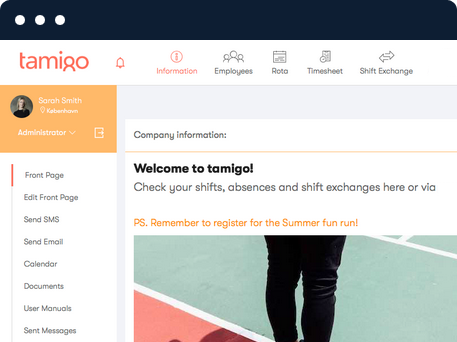 tamigo
Information
Employees
Rota
Timesheet
Shift Exchange
Sarah Smith
København
Administrator
Company information:
Front Page
Edit Front Page
Send SMS
Send Email
Calendar
Documents
User Manuals
Sent Messages
Welcome to tamigo!
Check your shifts, absences and shift exchanges here or via
PS. Remember to register for the Summer fun run!